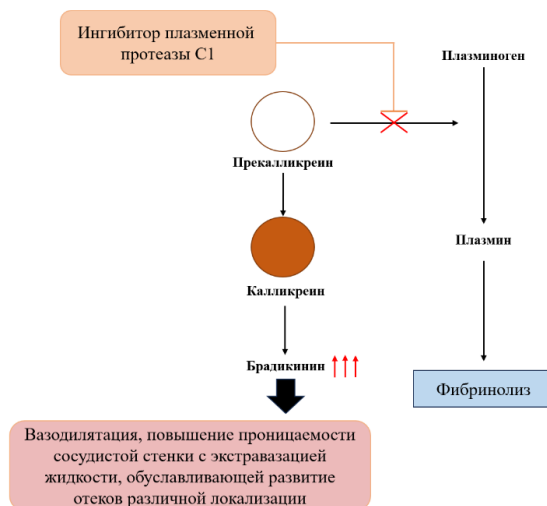 Ингибитор плазменной
протеазы С1
Плазминоген
Прекалликреин
Плазмин
Калликреин
Брадикинин
Фибринолиз
Вазодилятация, повышение проницаемости
сосудистой стенки с экстравазацией
жидкости, обуславливающей развитие
отеков различной локализации